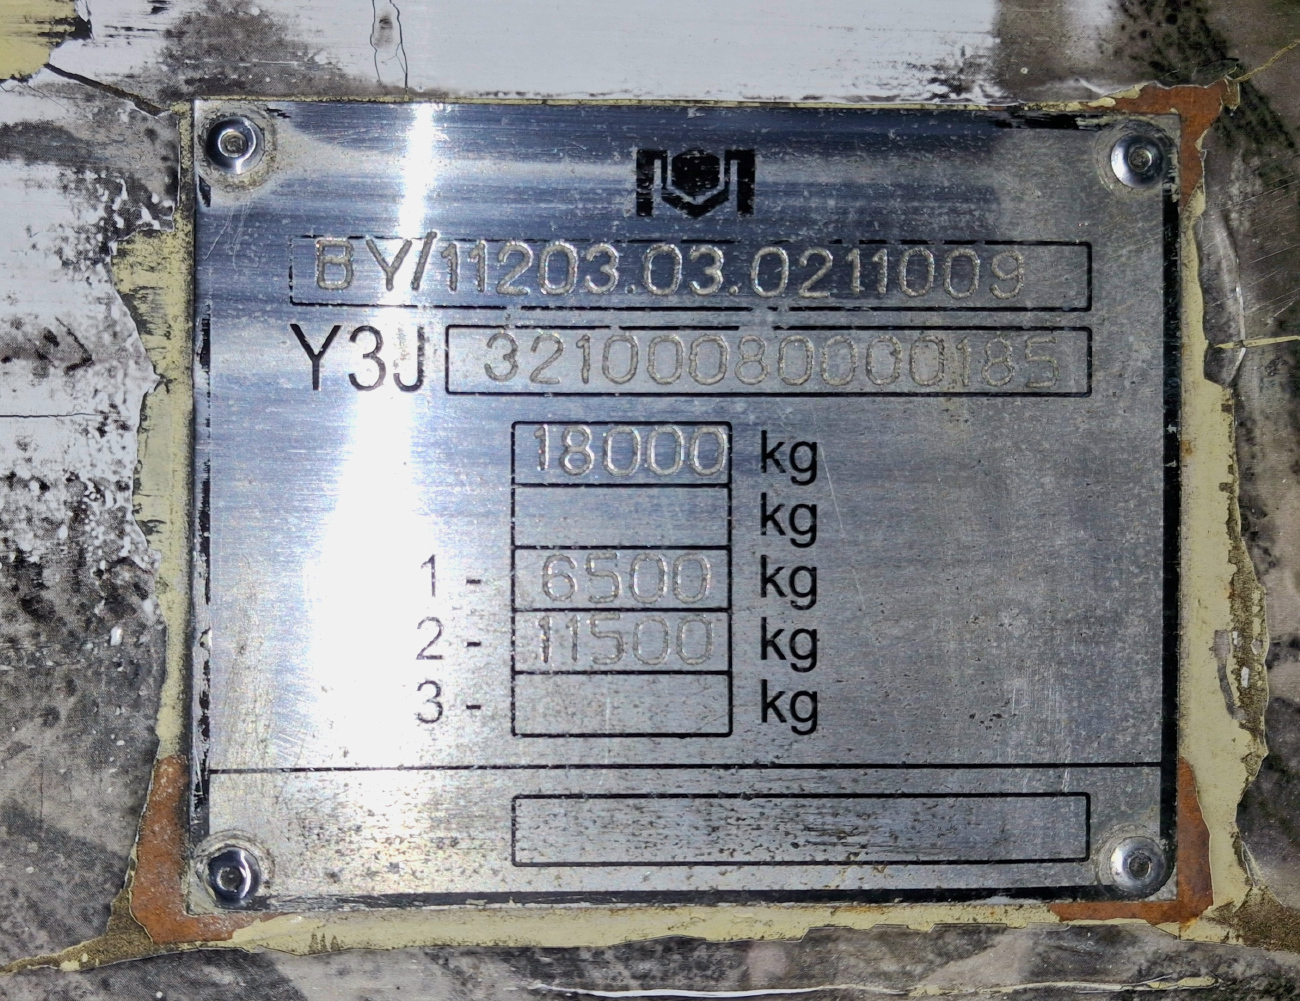 BY/11203.03.0211009
Y3J 32100080000185
18000 kg
kg
1 - 6500 kg
2 - 11500 kg
3 - kg